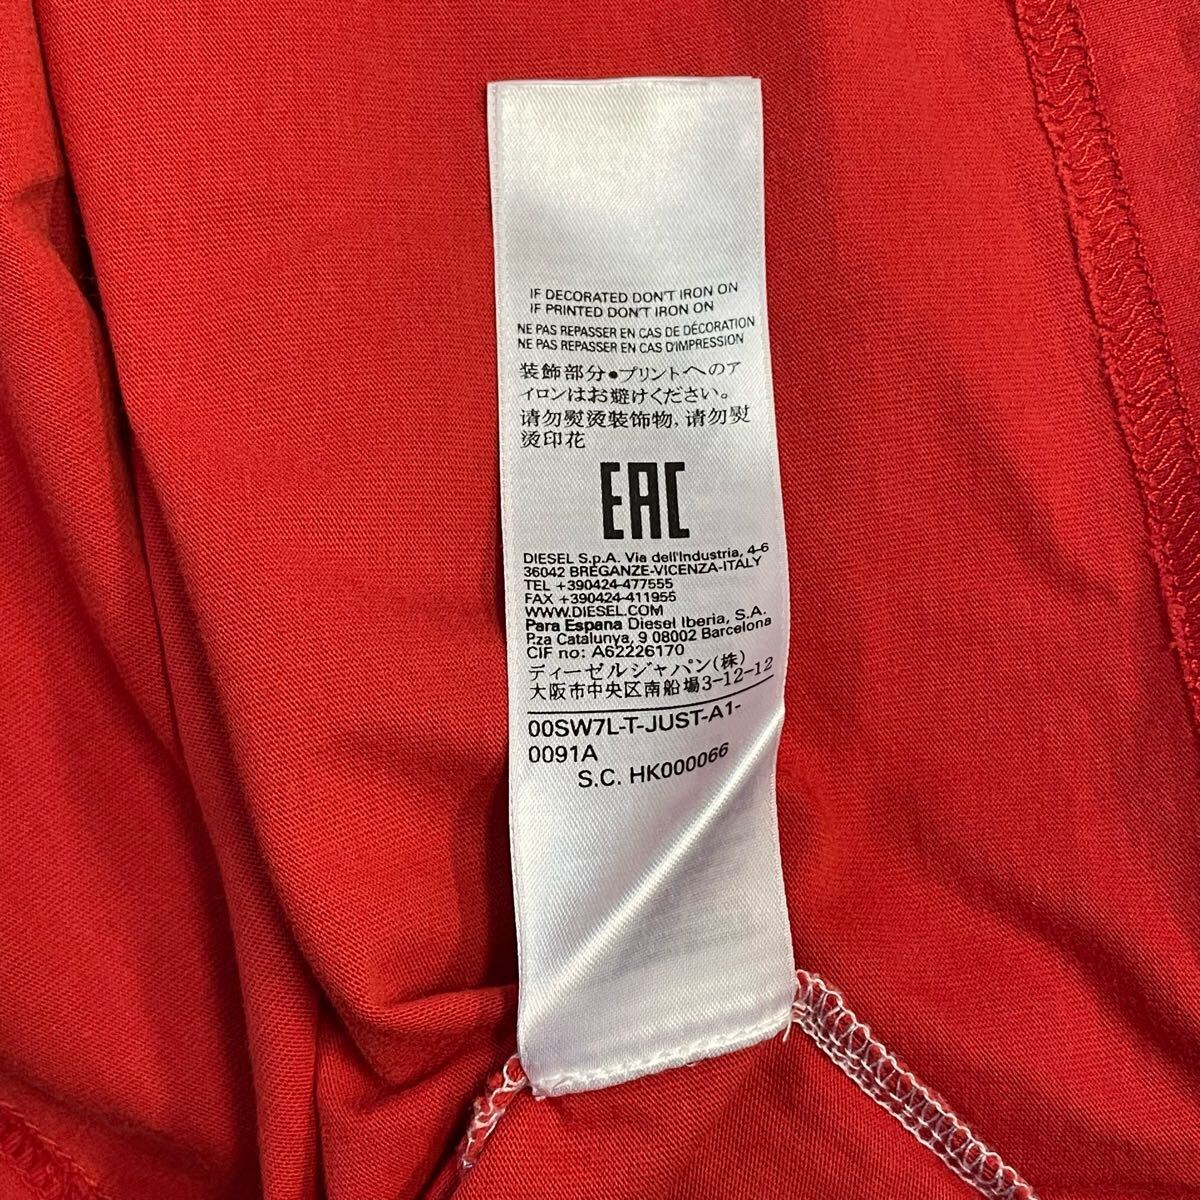 IF DECORATED DON'T IRON ON
IF PRINTED DON'T IRON ON
NE PAS REPASSER EN CAS DE DÉCORATION
NE PAS REPASSER EN CAS D'IMPRESSION
装飾部分●プリントへのア
イロンはお避けください。
请勿熨烫装饰物，请勿熨
烫印花
EAC
DIESEL S.p.A. Via dell'Industria, 4-6
36042 BREGANZE-VICENZA-ITALY
TEL +390424-477555
FAX +390424-411955
WWW.DIESEL.COM
Para Espana Diesel Iberia, S.A.
P.za Catalunya, 9 08002 Barcelona
CIF no: A62226170
ディーゼルジャパン(株)
大阪市中央区南船場3-12-12
00SW7L-T-JUST-A1-
0091A
S.C. HK000066